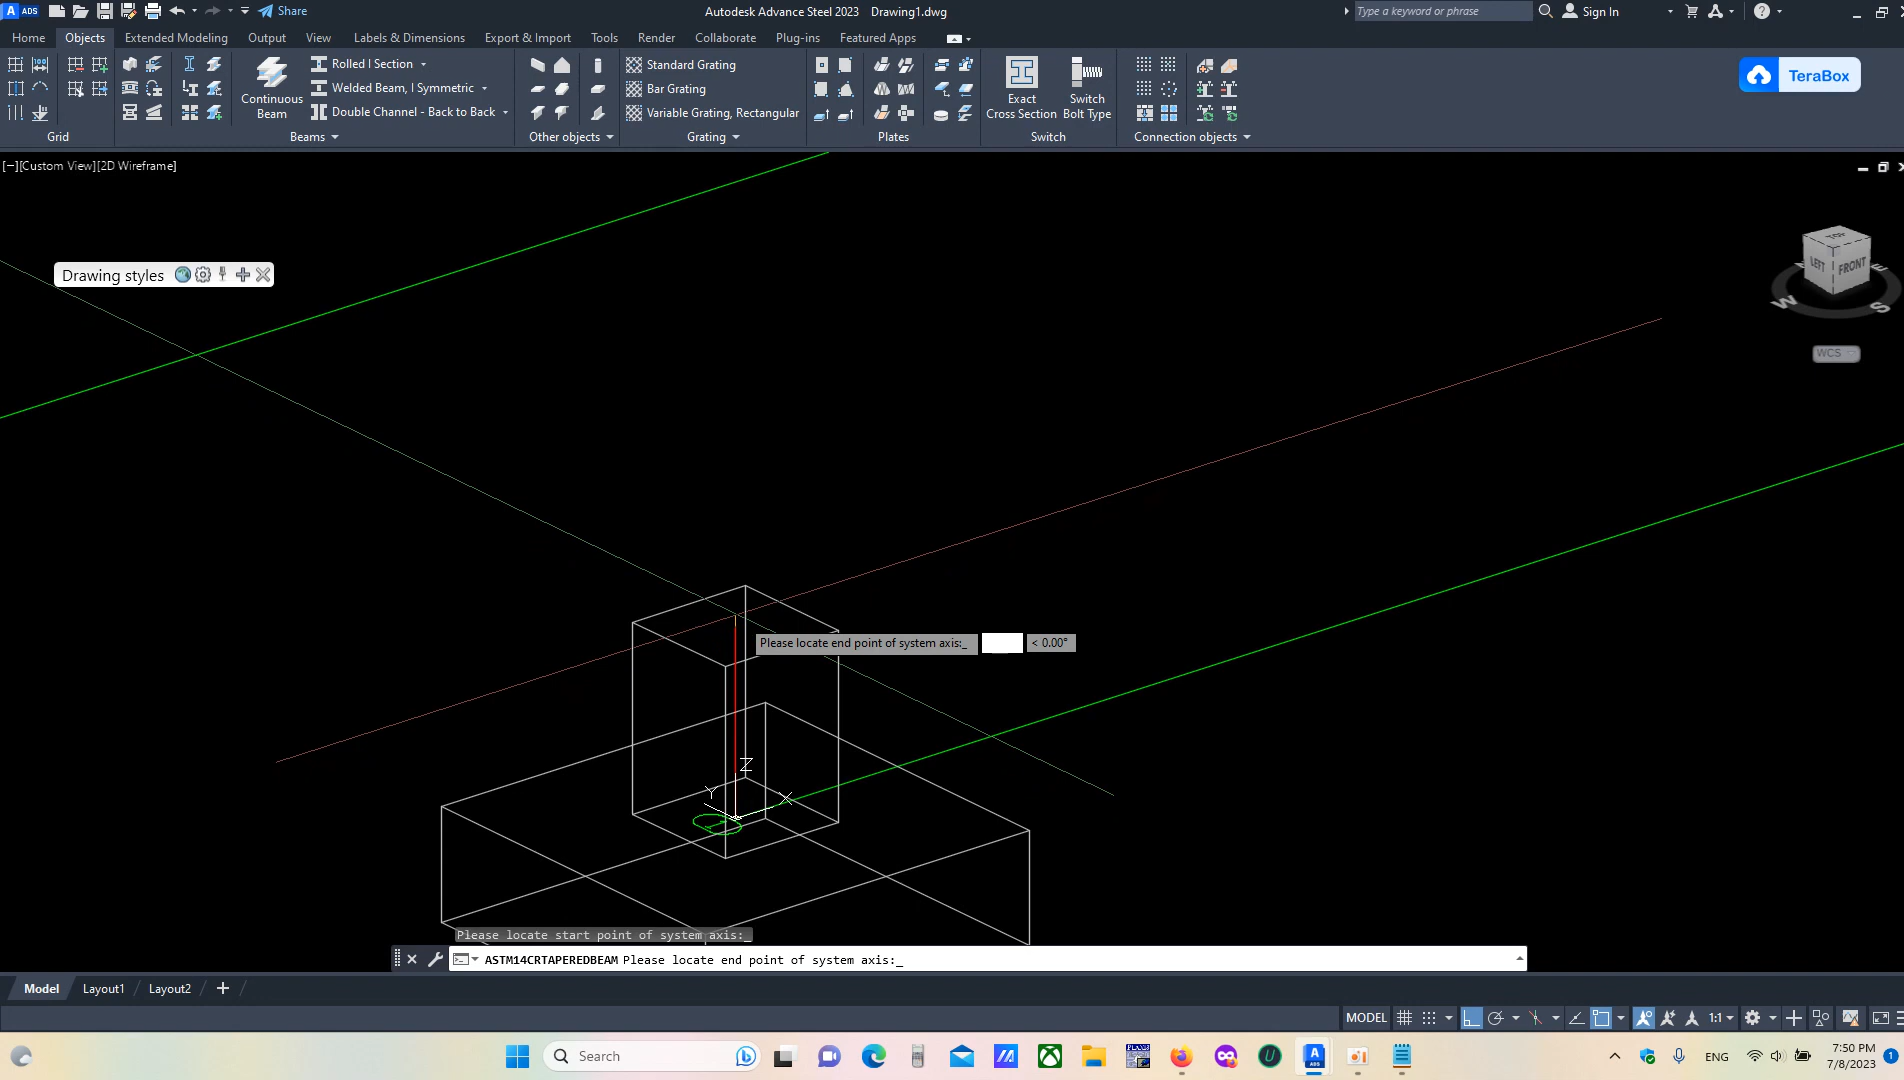 A ADS
Share
Autodesk Advance Steel 2023 Drawing1.dwg
Type a keyword or phrase
Sign In
Home
Objects
Extended Modeling
Output
View
Labels & Dimensions
Export & Import
Tools
Render
Collaborate
Plug-ins
Featured Apps
Continuous
Beam
Rolled I Section
Welded Beam, I Symmetric
Double Channel - Back to Back
Standard Grating
Bar Grating
Variable Grating, Rectangular
Exact
Cross Section
Switch
Bolt Type
TeraBox
Grid
Beams
Other objects
Grating
Plates
Switch
Connection objects
[−][Custom View][2D Wireframe]
Drawing styles
TOP
LEFT
FRONT
E
W
S
WCS
Please locate end point of system axis:_
< 0.00°
Z
Y
X
Please locate start point of system axis:_
ASTM14CRTAPEREDBEAM Please locate end point of system axis:_
Model
Layout1
Layout2
MODEL
1:1
Search
ENG
7:50 PM
7/8/2023
1